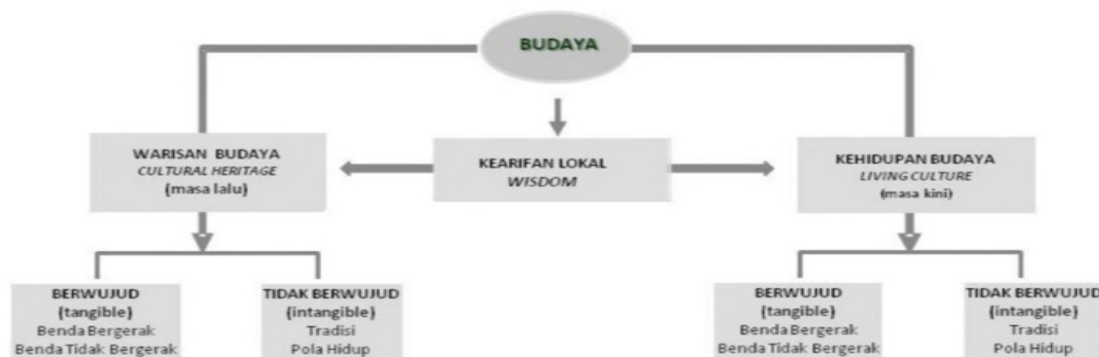 BUDAYA
WARISAN BUDAYA
CULTURAL HERITAGE
(masa lalu)
KEARIFAN LOKAL
WISDOM
KEHIDUPAN BUDAYA
LIVING CULTURE
(masa kini)
BERWUJUD
(tangible)
Benda Bergerak
Benda Tidak Bergerak
TIDAK BERWUJUD
(intangible)
Tradisi
Pola Hidup
BERWUJUD
(tangible)
Benda Bergerak
Benda Tidak Bergerak
TIDAK BERWUJUD
(intangible)
Tradisi
Pola Hidup